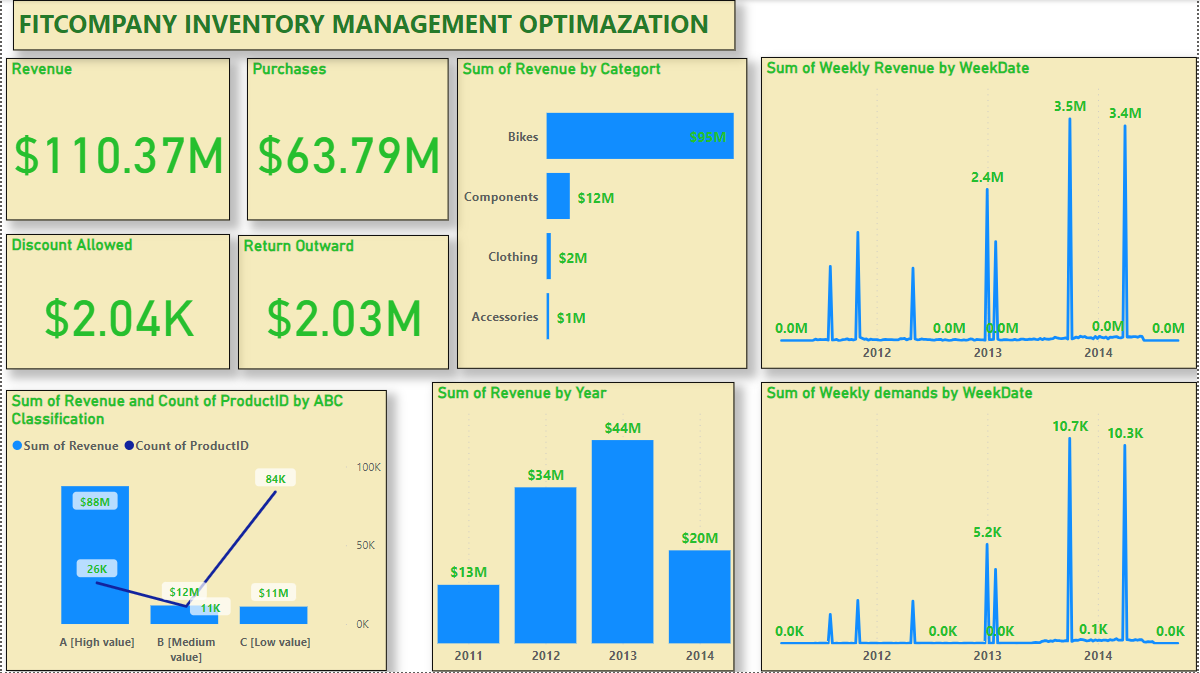 FITCOMPANY INVENTORY MANAGEMENT OPTIMAZATION
Revenue
$110.37M
Purchases
$63.79M
Discount Allowed
$2.04K
Return Outward
$2.03M
Sum of Revenue by Categort
Bikes
$95M
Components
$12M
Clothing
$2M
Accessories
$1M
Sum of Weekly Revenue by WeekDate
3.5M
3.4M
2.4M
0.0M
0.0M
0.0M
0.0M
0.0M
2012
2013
2014
Sum of Revenue and Count of ProductID by ABC
Classification
Sum of Revenue
Count of ProductID
100K
84K
$88M
50K
26K
$12M
$11M
11K
0K
A [High value]
B [Medium
value]
C [Low value]
Sum of Revenue by Year
$44M
$34M
$20M
$13M
2011
2012
2013
2014
Sum of Weekly demands by WeekDate
10.7K
10.3K
5.2K
0.0K
0.0K
0.0K
0.1K
0.0K
2012
2013
2014